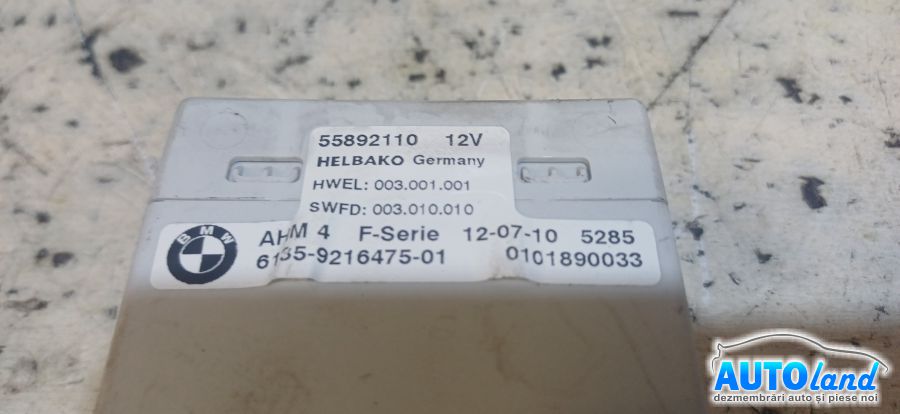 55892110 12V
HELBAKO Germany
HWEL: 003.001.001
SWFD: 003.010.010
BMW
AHM 4 F-Serie 12-07-10 5285
6135-9216475-01 0101890033
AUTOland
dezmembrări auto și piese noi